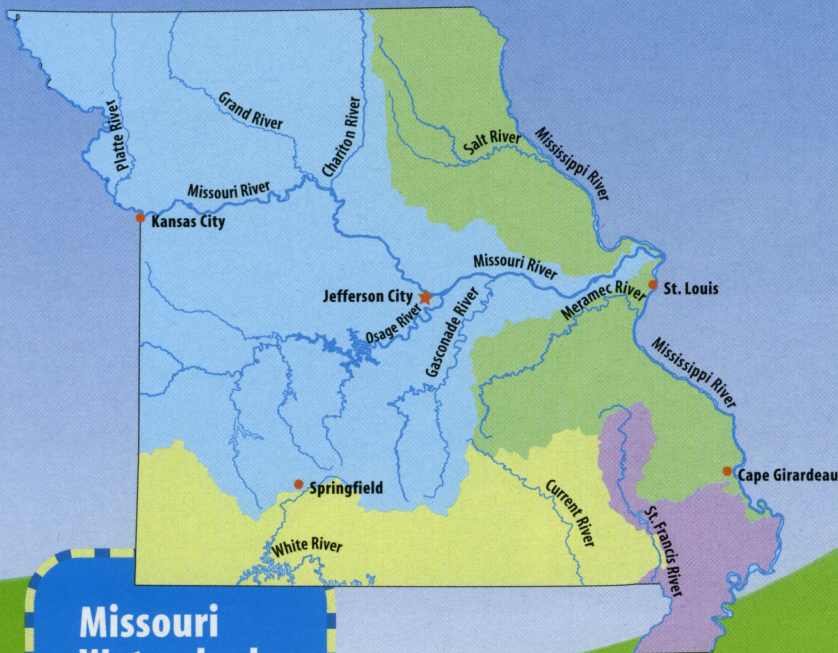 Platte River
Grand River
Chariton River
Salt River
Mississippi River
Missouri River
Kansas City
Missouri River
Jefferson City
Osage River
Gasconade River
Meramec River
St. Louis
Mississippi River
Cape Girardeau
Springfield
Current River
St. Francis River
White River
Missouri